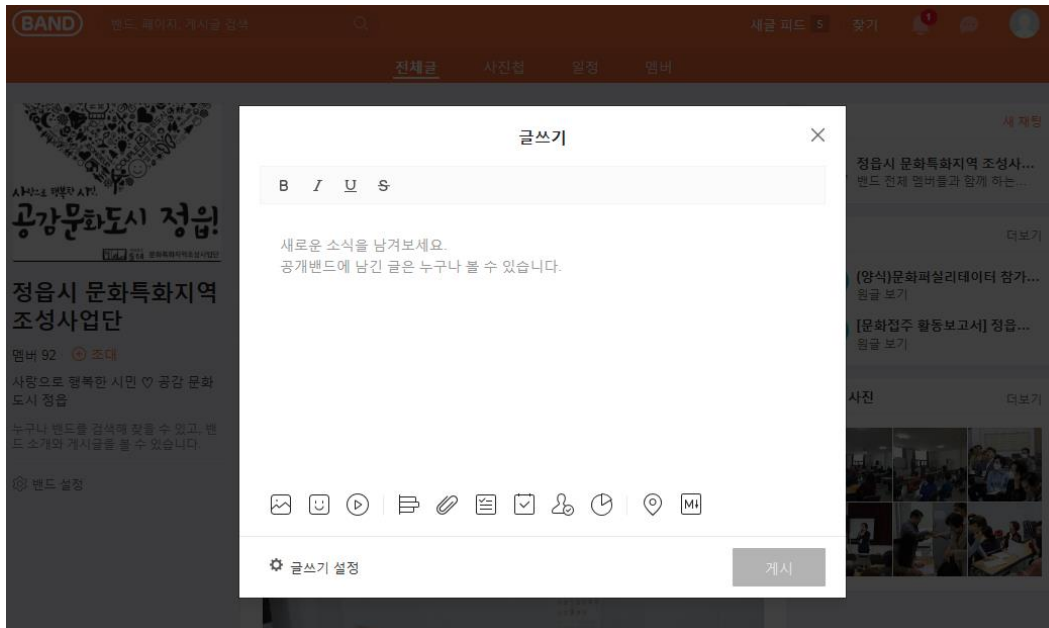 BAND
밴드, 페이지, 게시글 검색
새글 피드 5 찾기 1
전체글 사진첩 일정 멤버
사랑으로 행복한 시민,
공감문화도시 정읍!
정읍시 문화특화지역
조성사업단
멤버 92 · 초대
사랑으로 행복한 시민 ♡ 공감 문화
도시 정읍
누구나 밴드를 검색해 찾을 수 있고, 밴
드 소개와 게시글을 볼 수 있습니다.
밴드 설정
글쓰기
B I U S
새로운 소식을 남겨보세요.
공개밴드에 남긴 글은 누구나 볼 수 있습니다.
M
글쓰기 설정
게시
새 채팅
정읍시 문화특화지역 조성사...
밴드 전체 멤버들과 함께 하는...
더보기
(양식)문화퍼실리테이터 참가...
원글 보기
[문화접주 활동보고서] 정읍...
원글 보기
사진 더보기